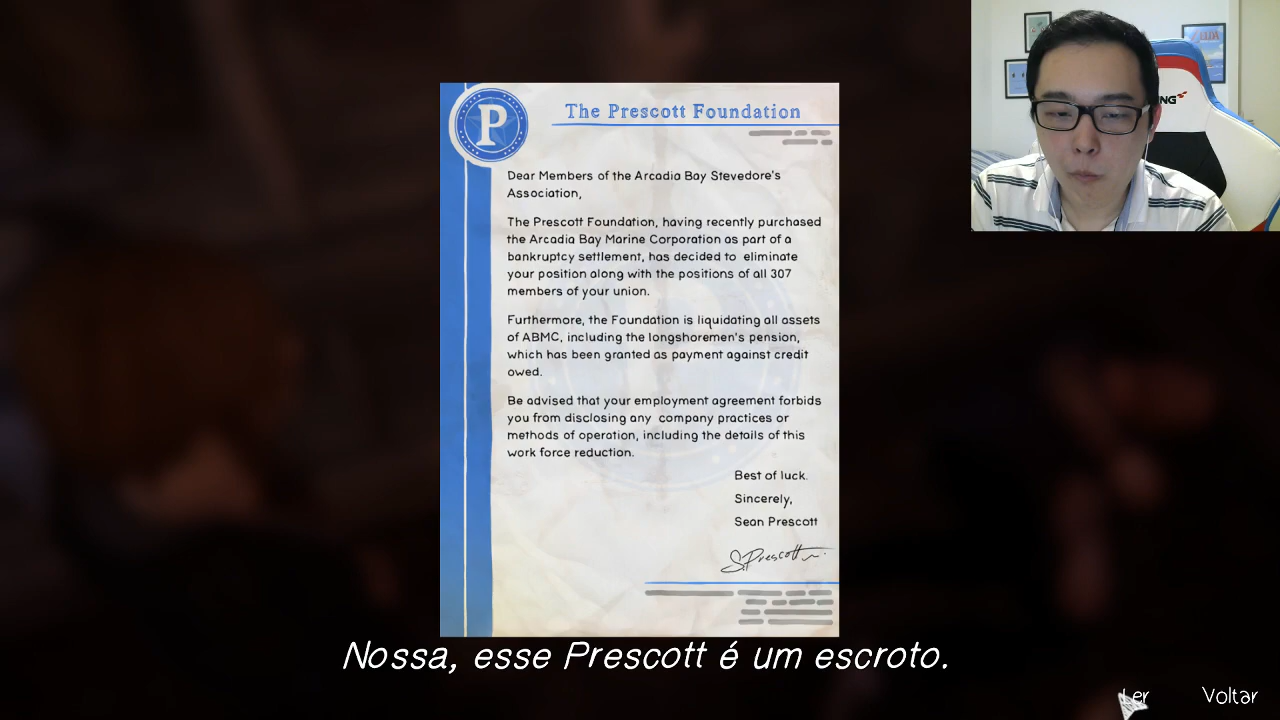 P
The Prescott Foundation
Dear Members of the Arcadia Bay Stevedore's
Association,
The Prescott Foundation, having recently purchased
the Arcadia Bay Marine Corporation as part of a
bankruptcy settlement, has decided to eliminate
your position along with the positions of all 307
members of your union.
Furthermore, the Foundation is liquidating all assets
of ABMC, including the longshoremen's pension,
which has been granted as payment against credit
owed.
Be advised that your employment agreement forbids
you from disclosing any company practices or
methods of operation, including the details of this
work force reduction.
Best of luck.
Sincerely,
Sean Prescott
S. Prescott
Nossa, esse Prescott é um escroto.
Ler Voltar